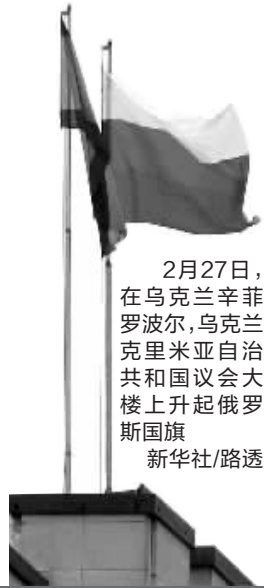 2月27日，
在乌克兰辛菲
罗波尔，乌克兰
克里米亚自治
共和国议会大
楼上升起俄罗
斯国旗
新华社/路透